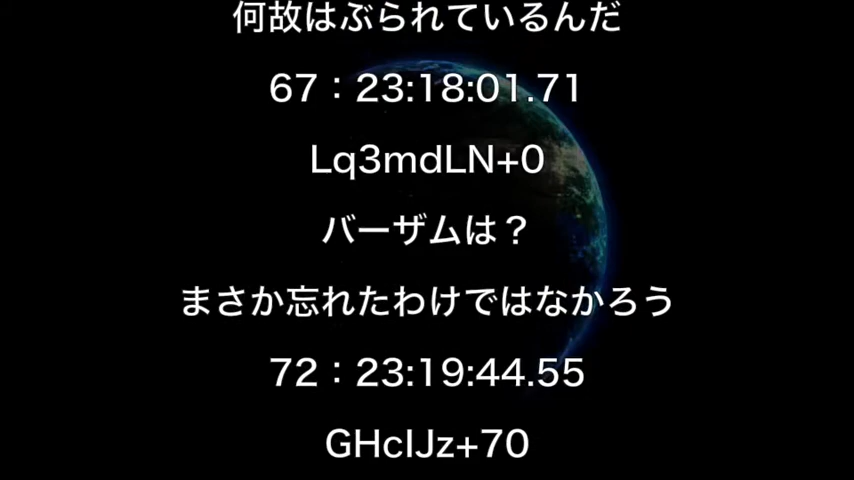 何故はぶられているんだ
67：23:18:01.71
Lq3mdLN+0
バーザムは？
まさか忘れたわけではなかろう
72：23:19:44.55
GHcIJz+70